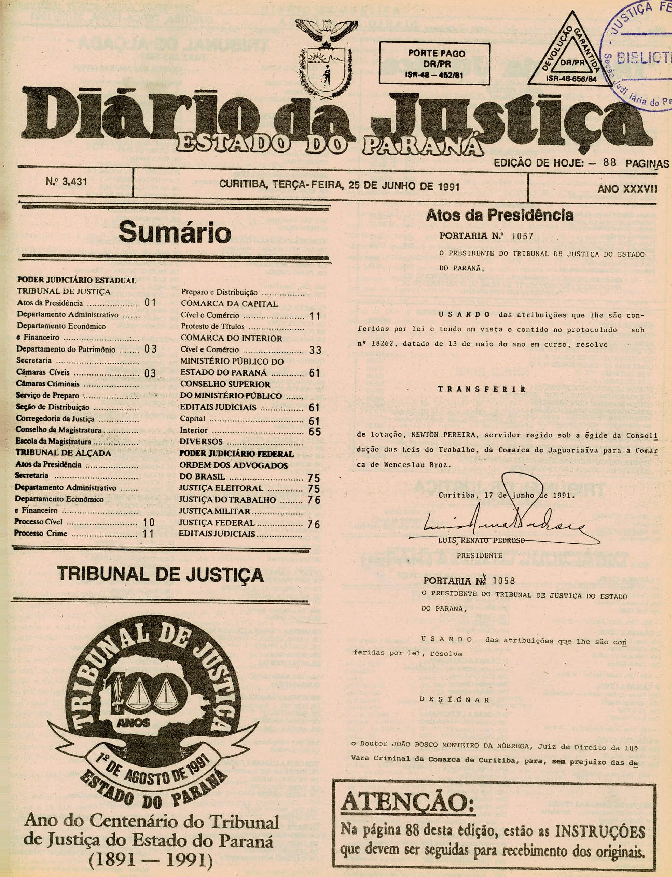 PORTE PAGO
DR/PR
ISR-48 - 452/81
DEVOLUÇÃO GARANTIDA
DR/PR
ISR-48-656/84
JUSTIÇA FE
BIBLIOT
Diário da Justiça
ESTADO DO PARANÁ
EDIÇÃO DE HOJE: - 88 PAGINAS
N.º 3,431
CURITIBA, TERÇA-FEIRA, 25 DE JUNHO DE 1991
ANO XXXVII
Sumário
PODER JUDICIÁRIO ESTADUAL
TRIBUNAL DE JUSTIÇA
Atos da Presidência ................ 01
Departamento Administrativo ......
Departamento Econômico
e Financeiro ........................
Departamento do Patrimônio ..... 03
Secretaria ............................
Câmaras Cíveis ..................... 03
Câmaras Criminais .................
Serviço de Preparo .................
Seção de Distribuição ..............
Corregedoria da Justiça ...........
Conselho da Magistratura .........
Escola da Magistratura ............
TRIBUNAL DE ALÇADA
Atos da Presidência ................
Secretaria ............................
Departamento Administrativo .....
Departamento Econômico
e Financeiro ........................
Processo Cível ...................... 10
Processo Crime ..................... 11
Preparo e Distribuição ..............
COMARCA DA CAPITAL
Cível e Comércio ................... 11
Protesto de Títulos .................
COMARCA DO INTERIOR
Cível e Comércio ................... 33
MINISTÉRIO PÚBLICO DO
ESTADO DO PARANÁ .......... 61
CONSELHO SUPERIOR
DO MINISTÉRIO PÚBLICO ......
EDITAIS JUDICIAIS .............. 61
Capital ............................... 61
Interior .............................. 65
DIVERSOS ..........................
PODER JUDICIÁRIO FEDERAL
ORDEM DOS ADVOGADOS
DO BRASIL ........................ 75
JUSTIÇA ELEITORAL ........... 75
JUSTIÇA DO TRABALHO ...... 76
JUSTIÇA MILITAR ...............
JUSTIÇA FEDERAL .............. 76
EDITAIS JUDICIAIS ..............
TRIBUNAL DE JUSTIÇA
TRIBUNAL DE JUSTIÇA
100
ANOS
1º DE AGOSTO DE 1991
ESTADO DO PARANÁ
Ano do Centenário do Tribunal
de Justiça do Estado do Paraná
(1891 — 1991)
Atos da Presidência
PORTARIA N.º 1057
O PRESIDENTE DO TRIBUNAL DE JUSTIÇA DO ESTADO
DO PARANÁ,
U S A N D O das atribuições que lhe são con-
feridas por lei e tendo em vista o contido no protocolado sob
nº 18262, datado de 13 de maio do ano em curso, resolve
T R A N S F E R I R
de lotação, NEWTON PEREIRA, servidor regido sob a égide da Consoli
dação das Leis do Trabalho, da Comarca de Jaguariaíva para a Comar
ca de Wenceslau Braz.
Curitiba, 17 de junho de 1991.
LUÍS RENATO PEDROSO
PRESIDENTE
PORTARIA Nº 1058
O PRESIDENTE DO TRIBUNAL DE JUSTIÇA DO ESTADO
DO PARANÁ,
U S A N D O das atribuições que lhe são con
feridas por lei, resolve
D E S I G N A R
o Doutor JOÃO BOSCO MONTEIRO DA NÓBREGA, Juiz de Direito da 10ª
Vara Criminal da Comarca de Curitiba, para, sem prejuízo das de
ATENÇÃO:
Na página 88 desta edição, estão as INSTRUÇÕES
que devem ser seguidas para recebimento dos originais.